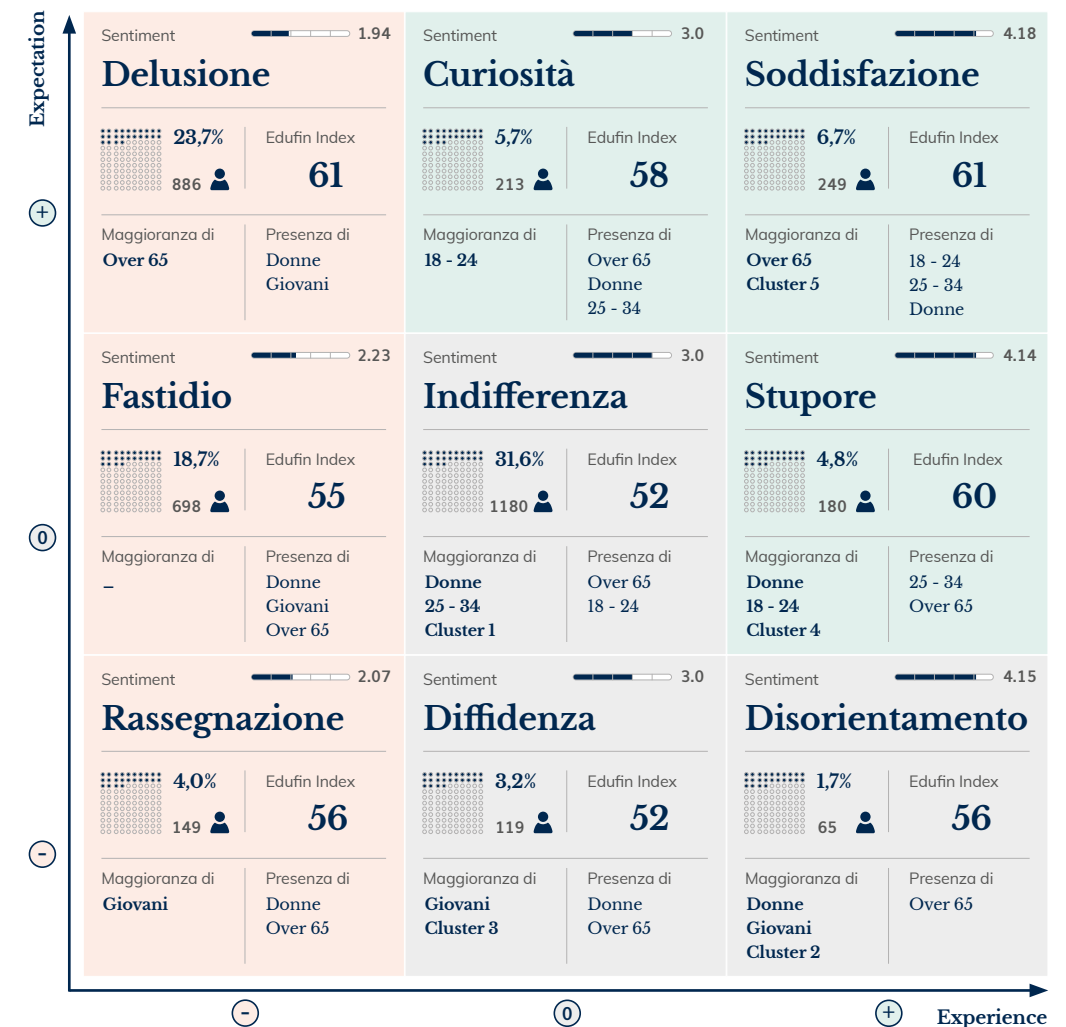 Expectation
Sentiment 1.94
Delusione
23,7%
886
Edufin Index
61
Maggioranza di
Over 65
Presenza di
Donne
Giovani
Sentiment 3.0
Curiosità
5,7%
213
Edufin Index
58
Maggioranza di
18 - 24
Presenza di
Over 65
Donne
25 - 34
Sentiment 4.18
Soddisfazione
6,7%
249
Edufin Index
61
Maggioranza di
Over 65
Cluster 5
Presenza di
18 - 24
25 - 34
Donne
+
Sentiment 2.23
Fastidio
18,7%
698
Edufin Index
55
Maggioranza di
–
Presenza di
Donne
Giovani
Over 65
Sentiment 3.0
Indifferenza
31,6%
1180
Edufin Index
52
Maggioranza di
Donne
25 - 34
Cluster 1
Presenza di
Over 65
18 - 24
Sentiment 4.14
Stupore
4,8%
180
Edufin Index
60
Maggioranza di
Donne
18 - 24
Cluster 4
Presenza di
25 - 34
Over 65
0
Sentiment 2.07
Rassegnazione
4,0%
149
Edufin Index
56
Maggioranza di
Giovani
Presenza di
Donne
Over 65
Sentiment 3.0
Diffidenza
3,2%
119
Edufin Index
52
Maggioranza di
Giovani
Cluster 3
Presenza di
Donne
Over 65
Sentiment 4.15
Disorientamento
1,7%
65
Edufin Index
56
Maggioranza di
Donne
Giovani
Cluster 2
Presenza di
Over 65
-
- 0 + Experience